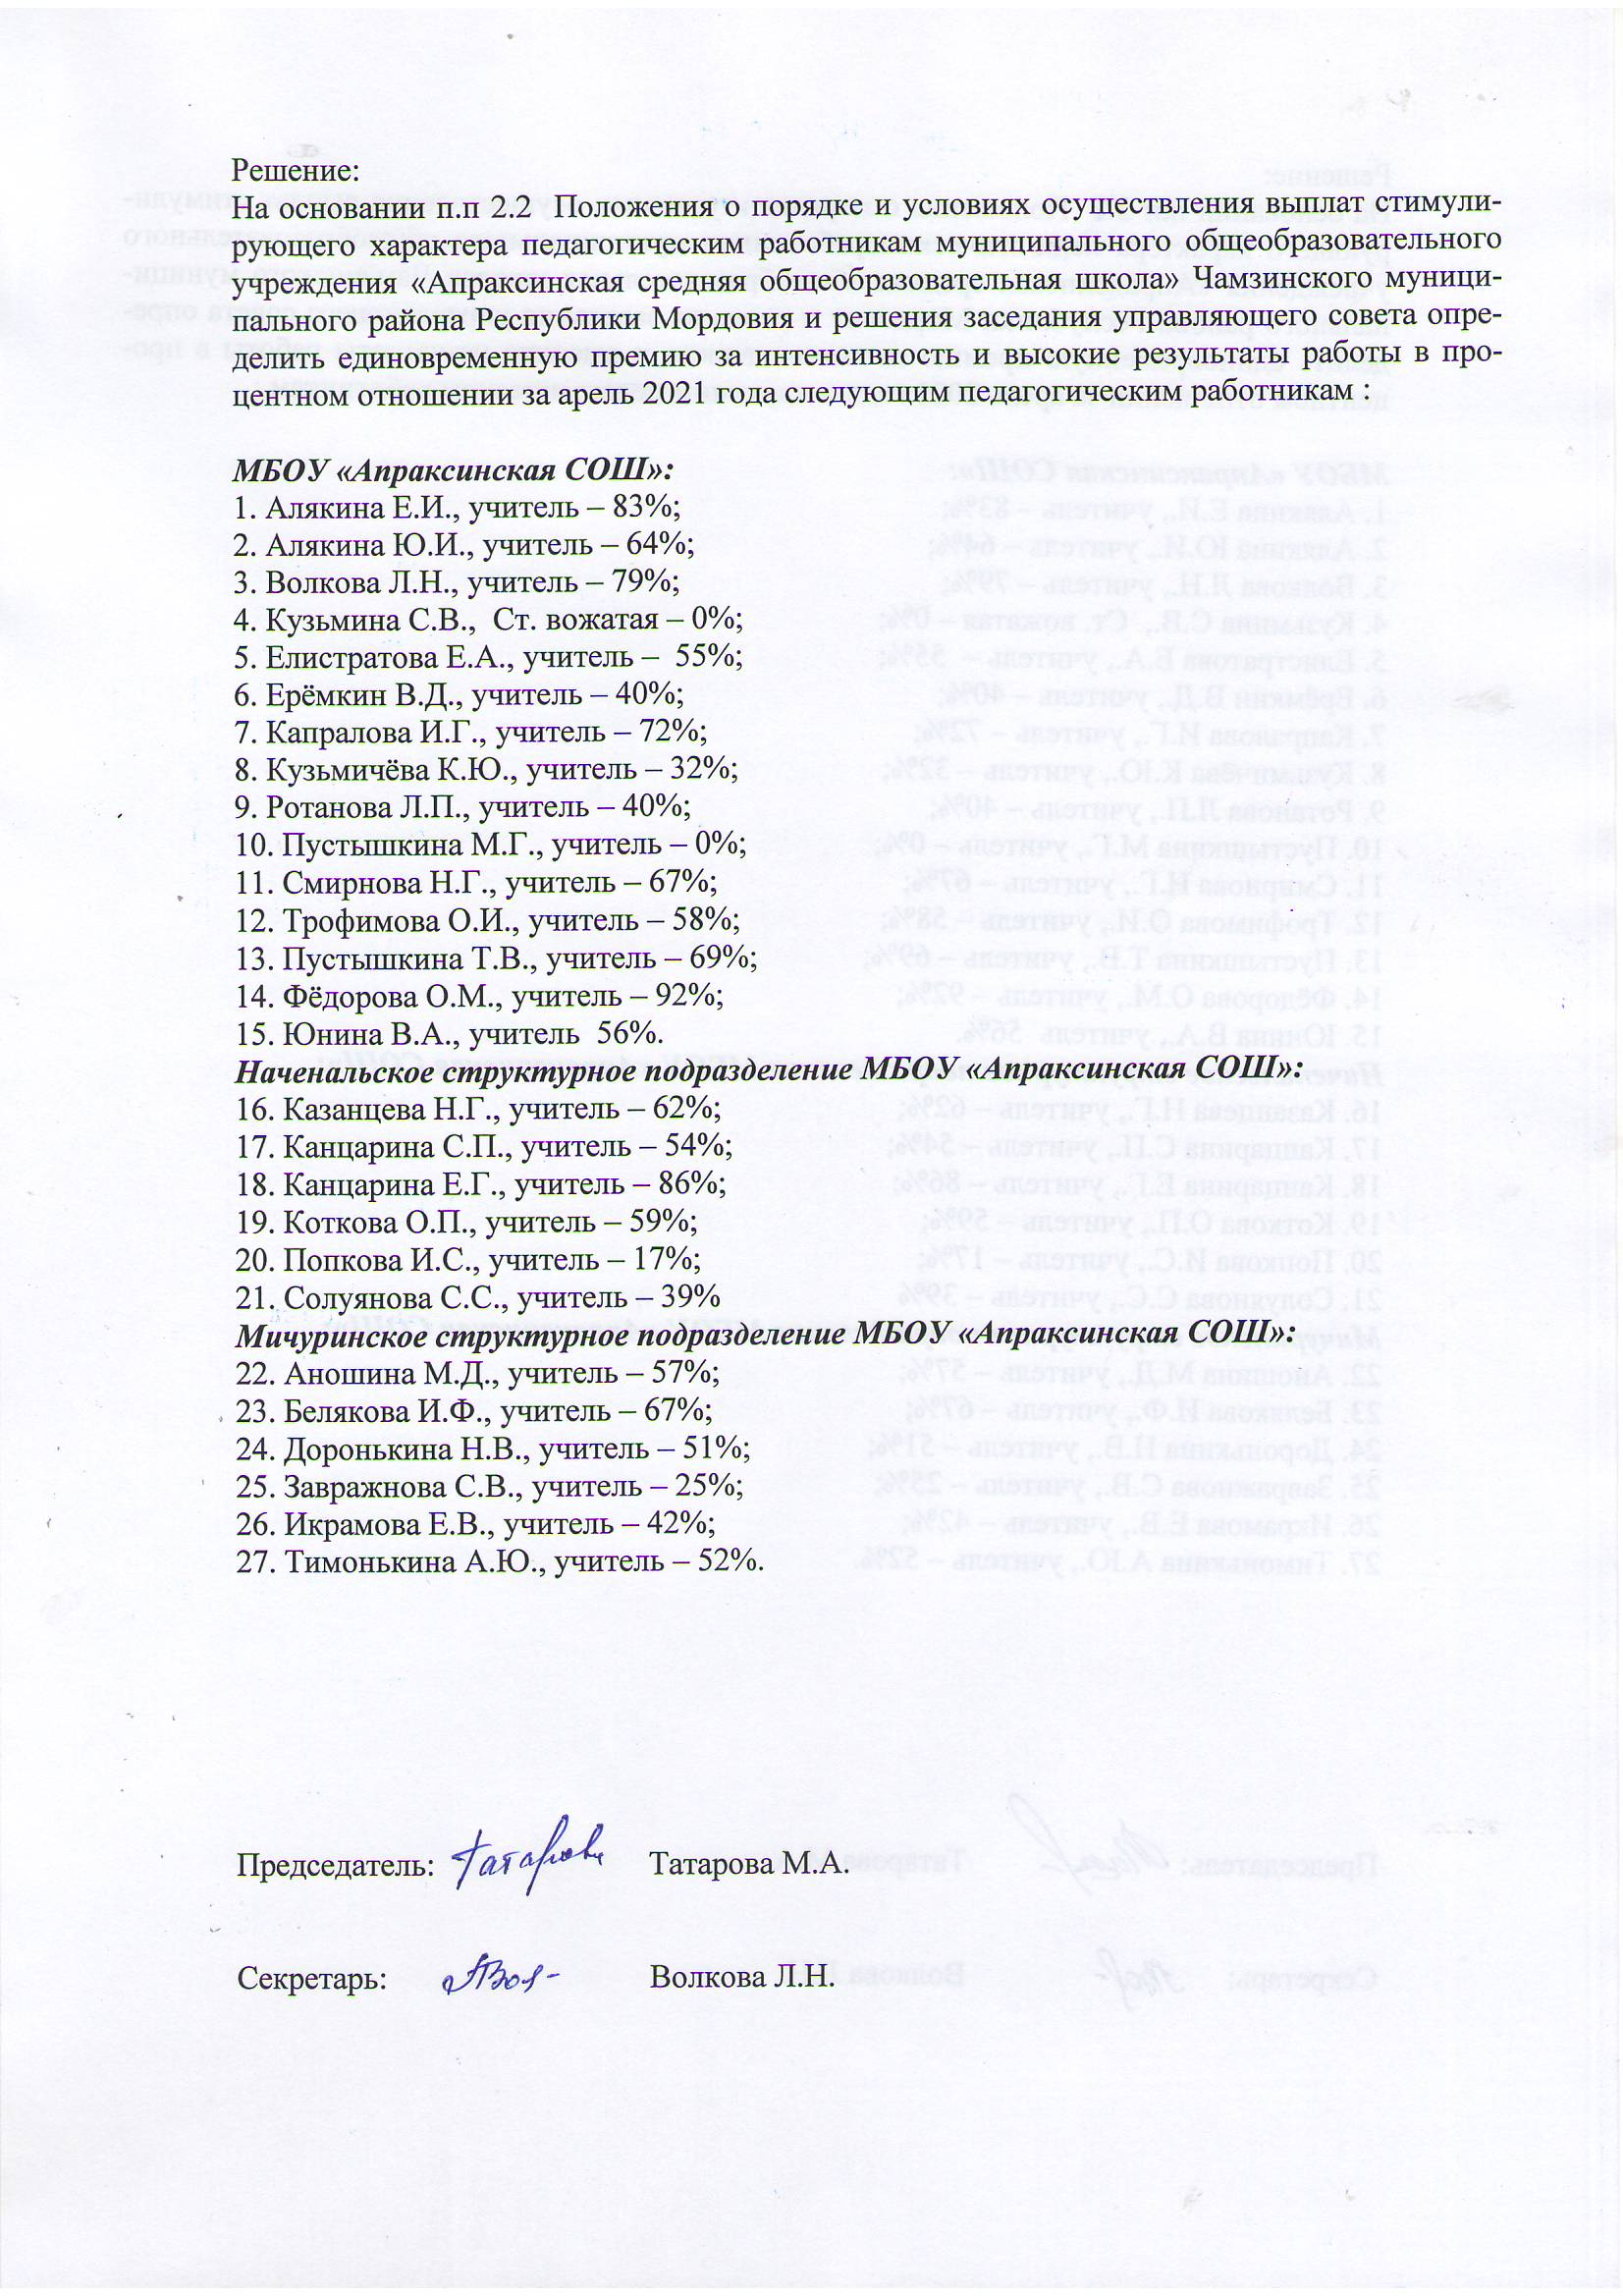 Решение:
На основании п.п 2.2 Положения о порядке и условиях осуществления выплат стимули-
рующего характера педагогическим работникам муниципального общеобразовательного
учреждения «Апраксинская средняя общеобразовательная школа» Чамзинского муници-
пального района Республики Мордовия и решения заседания управляющего совета опре-
делить единовременную премию за интенсивность и высокие результаты работы в про-
центном отношении за арель 2021 года следующим педагогическим работникам :
МБОУ «Апраксинская СОШ»:
1. Алякина Е.И., учитель – 83%;
2. Алякина Ю.И., учитель – 64%;
3. Волкова Л.Н., учитель – 79%;
4. Кузьмина С.В., Ст. вожатая – 0%;
5. Елистратова Е.А., учитель – 55%;
6. Ерёмкин В.Д., учитель – 40%;
7. Капралова И.Г., учитель – 72%;
8. Кузьмичёва К.Ю., учитель – 32%;
9. Ротанова Л.П., учитель – 40%;
10. Пустышкина М.Г., учитель – 0%;
11. Смирнова Н.Г., учитель – 67%;
12. Трофимова О.И., учитель – 58%;
13. Пустышкина Т.В., учитель – 69%;
14. Фёдорова О.М., учитель – 92%;
15. Юнина В.А., учитель 56%.
Наченальское структурное подразделение МБОУ «Апраксинская СОШ»:
16. Казанцева Н.Г., учитель – 62%;
17. Канцарина С.П., учитель – 54%;
18. Канцарина Е.Г., учитель – 86%;
19. Коткова О.П., учитель – 59%;
20. Попкова И.С., учитель – 17%;
21. Солуянова С.С., учитель – 39%
Мичуринское структурное подразделение МБОУ «Апраксинская СОШ»:
22. Аношина М.Д., учитель – 57%;
23. Белякова И.Ф., учитель – 67%;
24. Доронькина Н.В., учитель – 51%;
25. Завражнова С.В., учитель – 25%;
26. Икрамова Е.В., учитель – 42%;
27. Тимонькина А.Ю., учитель – 52%.
Председатель: Татарова М.А.
Секретарь: Волкова Л.Н.